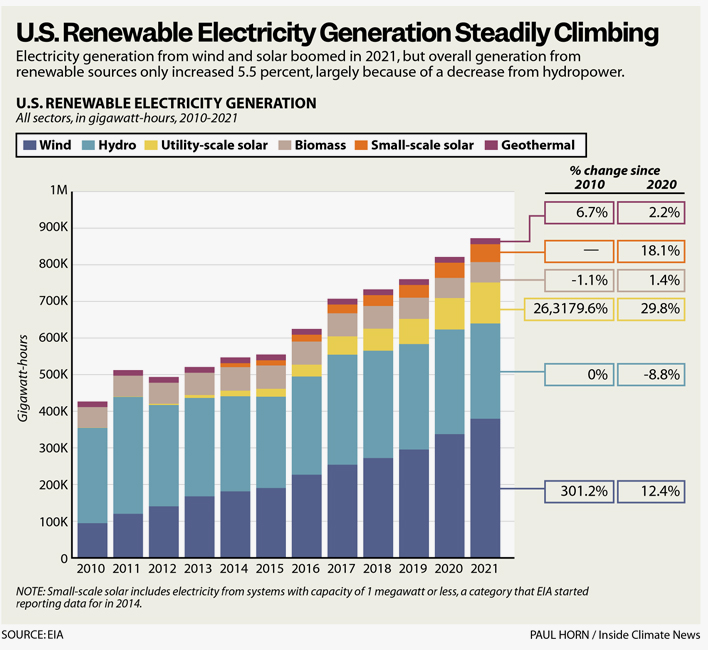 U.S. Renewable Electricity Generation Steadily Climbing
Electricity generation from wind and solar boomed in 2021, but overall generation from
renewable sources only increased 5.5 percent, largely because of a decrease from hydropower.
U.S. RENEWABLE ELECTRICITY GENERATION
All sectors, in gigawatt-hours, 2010-2021
Wind Hydro Utility-scale solar Biomass Small-scale solar Geothermal
% change since
2010 2020
1M
900K
800K
700K
600K
500K
400K
300K
200K
100K
0
Gigawatt-hours
6.7% 2.2%
— 18.1%
-1.1% 1.4%
26,3179.6% 29.8%
0% -8.8%
301.2% 12.4%
2010 2011 2012 2013 2014 2015 2016 2017 2018 2019 2020 2021
NOTE: Small-scale solar includes electricity from systems with capacity of 1 megawatt or less, a category that EIA started
reporting data for in 2014.
SOURCE: EIA
PAUL HORN / Inside Climate News